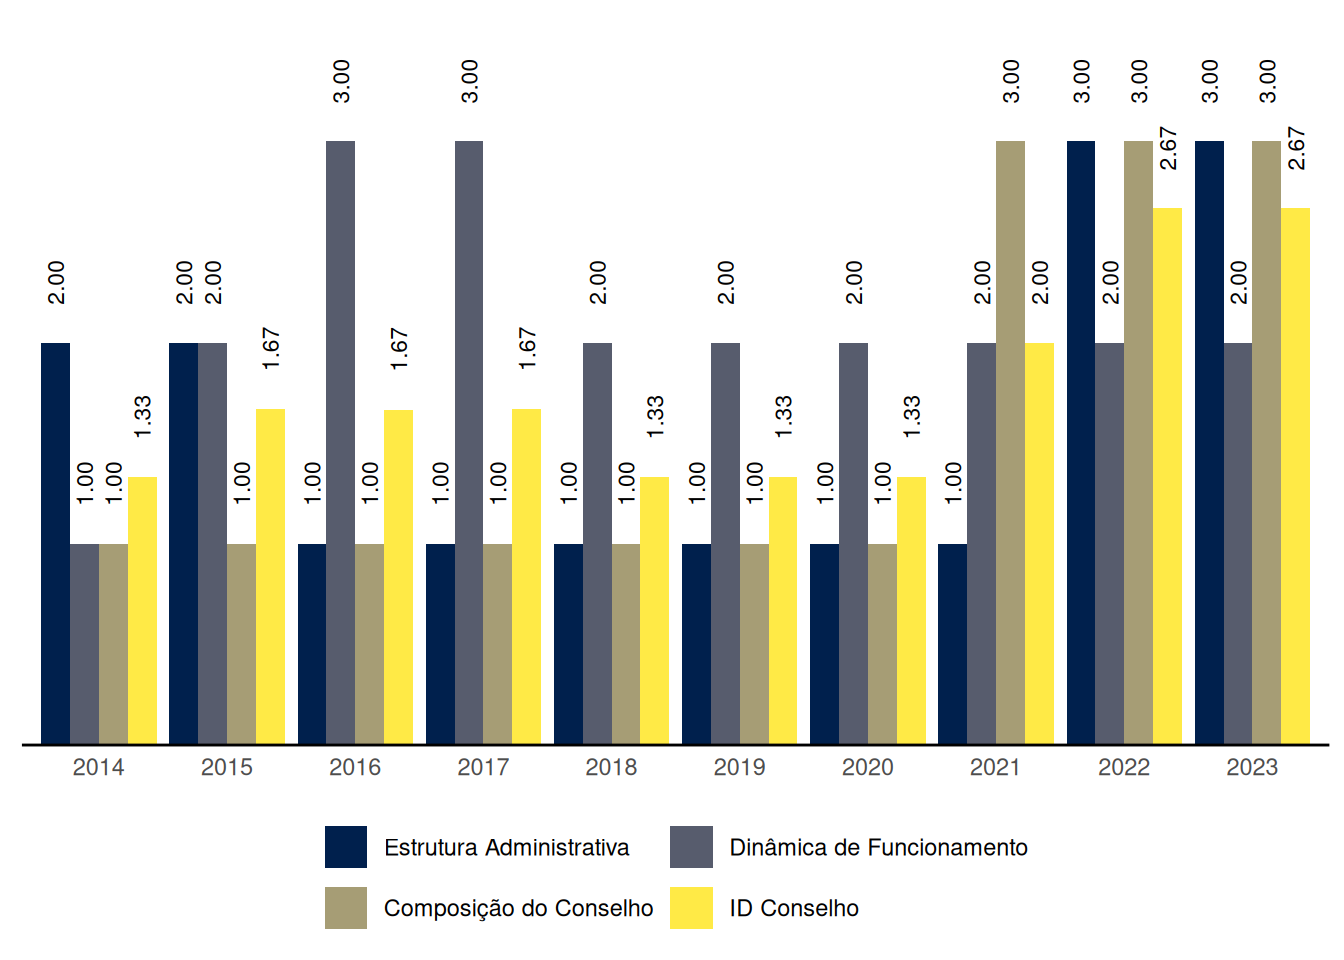 3.00 3.00 3.00 3.00 3.00 3.00 3.00
2.67 2.67
2.00 2.00 2.00 2.00 2.00 2.00 2.00 2.00 2.00 2.00
1.67 1.67 1.67
1.33 1.33 1.33 1.33
1.00 1.00 1.00 1.00 1.00 1.00 1.00 1.00 1.00 1.00 1.00 1.00 1.00 1.00
2014 2015 2016 2017 2018 2019 2020 2021 2022 2023
Estrutura Administrativa Dinâmica de Funcionamento
Composição do Conselho ID Conselho